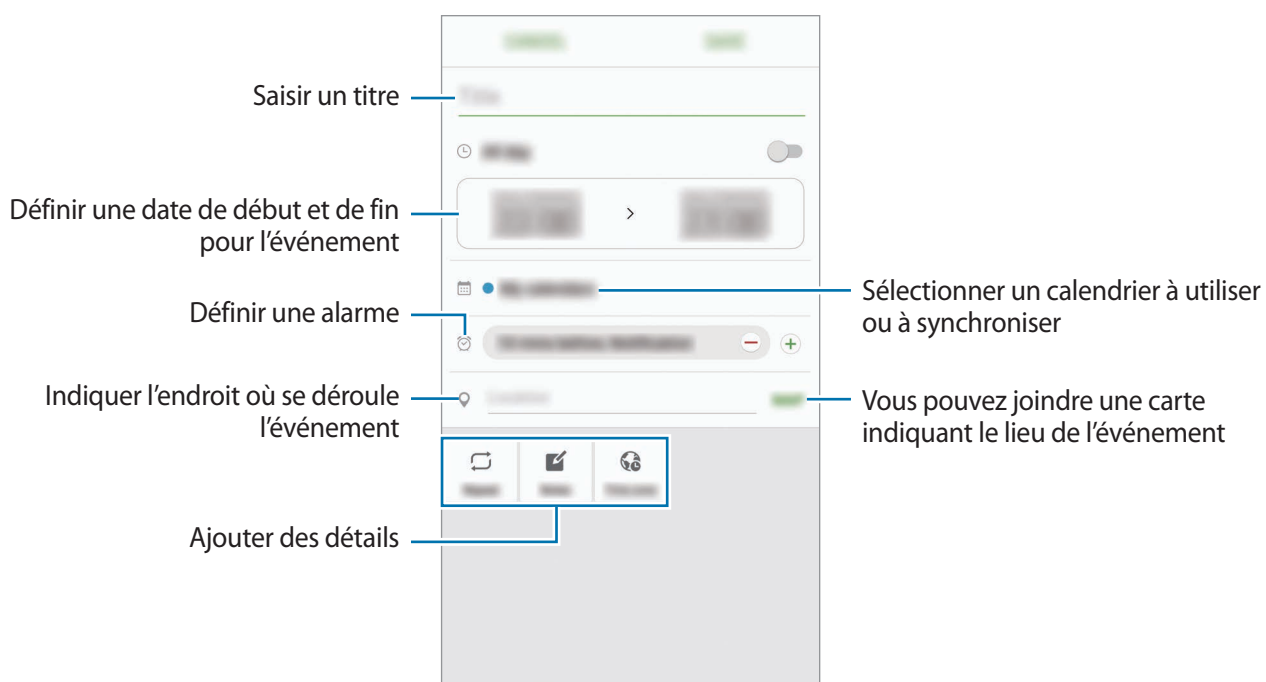 Saisir un titre
Définir une date de début et de fin
pour l’événement
Sélectionner un calendrier à utiliser
ou à synchroniser
Définir une alarme
Indiquer l’endroit où se déroule
l’événement
Vous pouvez joindre une carte
indiquant le lieu de l’événement
Ajouter des détails